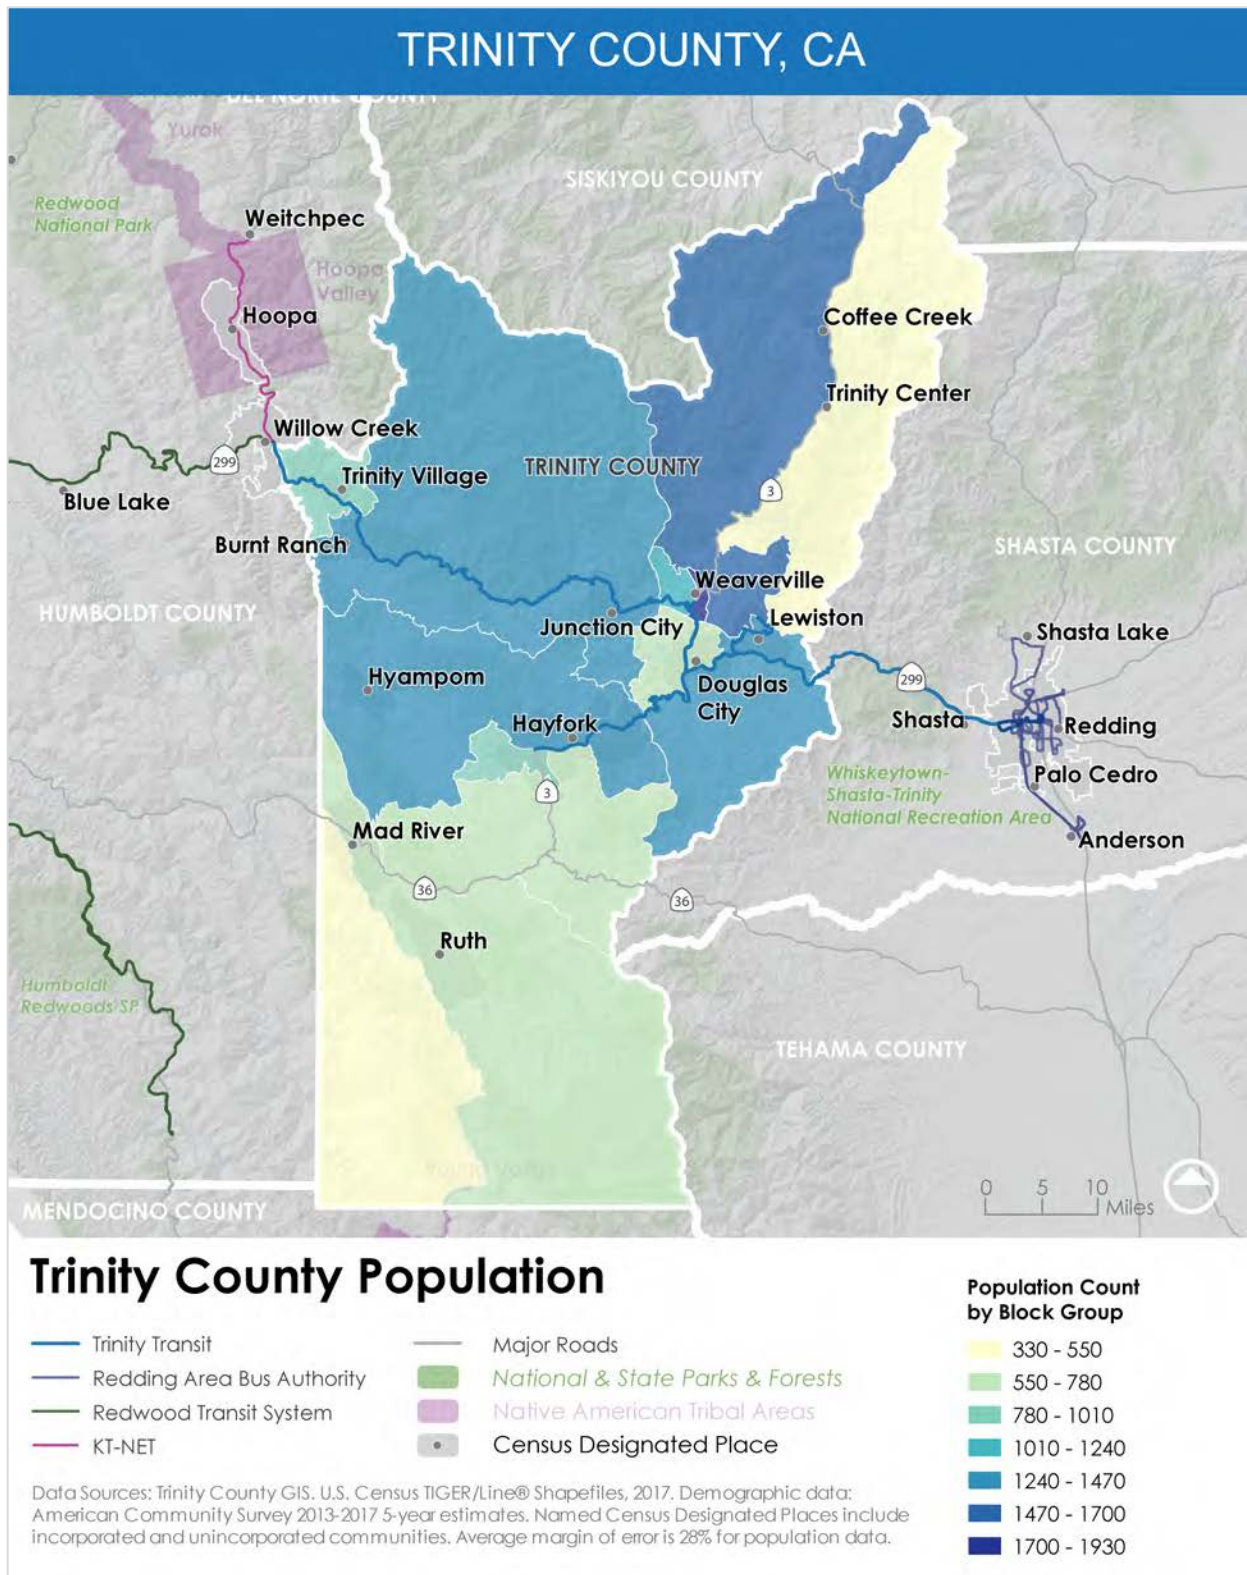 TRINITY COUNTY, CA
DEL NORTE COUNTY
Yurok
SISKIYOU COUNTY
Redwood
National Park
Weitchpec
Hoopa
Valley
Hoopa
Coffee Creek
Trinity Center
Willow Creek
299
Trinity Village
TRINITY COUNTY
3
Blue Lake
Burnt Ranch
SHASTA COUNTY
Weaverville
HUMBOLDT COUNTY
Junction City
Lewiston
Shasta Lake
Hyampom
Douglas
City
299
Hayfork
Shasta
Redding
Whiskeytown-
Shasta-Trinity
National Recreation Area
Palo Cedro
3
Mad River
Anderson
36
36
Ruth
Humboldt
Redwoods SP
TEHAMA COUNTY
MENDOCINO COUNTY
0 5 10
Miles
Trinity County Population
Trinity Transit
Redding Area Bus Authority
Redwood Transit System
KT-NET
Major Roads
National & State Parks & Forests
Native American Tribal Areas
Census Designated Place
Data Sources: Trinity County GIS. U.S. Census TIGER/Line® Shapefiles, 2017. Demographic data:
American Community Survey 2013-2017 5-year estimates. Named Census Designated Places include
incorporated and unincorporated communities. Average margin of error is 28% for population data.
Population Count
by Block Group
330 - 550
550 - 780
780 - 1010
1010 - 1240
1240 - 1470
1470 - 1700
1700 - 1930